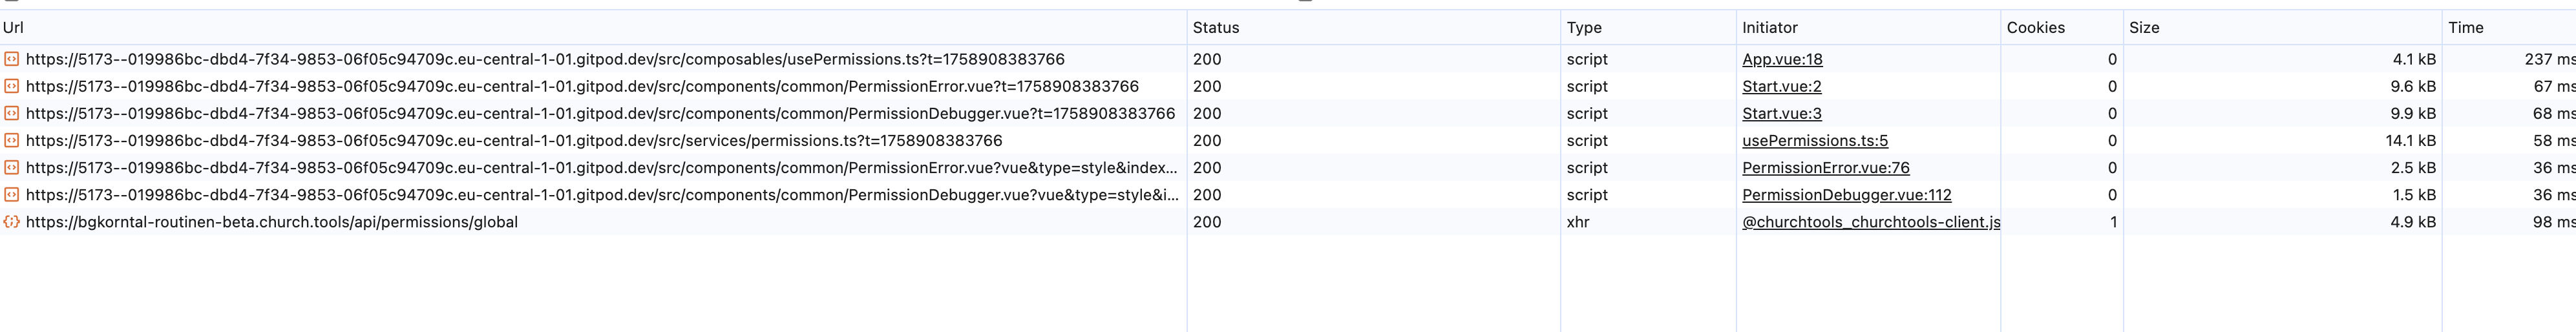 Url Status Type Initiator Cookies Size Time
https://5173--019986bc-dbd4-7f34-9853-06f05c94709c.eu-central-1-01.gitpod.dev/src/composables/usePermissions.ts?t=1758908383766 200 script App.vue:18 0 4.1 kB 237 ms
https://5173--019986bc-dbd4-7f34-9853-06f05c94709c.eu-central-1-01.gitpod.dev/src/components/common/PermissionError.vue?t=1758908383766 200 script Start.vue:2 0 9.6 kB 67 ms
https://5173--019986bc-dbd4-7f34-9853-06f05c94709c.eu-central-1-01.gitpod.dev/src/components/common/PermissionDebugger.vue?t=1758908383766 200 script Start.vue:3 0 9.9 kB 68 ms
https://5173--019986bc-dbd4-7f34-9853-06f05c94709c.eu-central-1-01.gitpod.dev/src/services/permissions.ts?t=1758908383766 200 script usePermissions.ts:5 0 14.1 kB 58 ms
https://5173--019986bc-dbd4-7f34-9853-06f05c94709c.eu-central-1-01.gitpod.dev/src/components/common/PermissionError.vue?vue&type=style&index... 200 script PermissionError.vue:76 0 2.5 kB 36 ms
https://5173--019986bc-dbd4-7f34-9853-06f05c94709c.eu-central-1-01.gitpod.dev/src/components/common/PermissionDebugger.vue?vue&type=style&i... 200 script PermissionDebugger.vue:112 0 1.5 kB 36 ms
https://bgkorntal-routinen-beta.church.tools/api/permissions/global 200 xhr @churchtools_churchtools-client.js 1 4.9 kB 98 ms